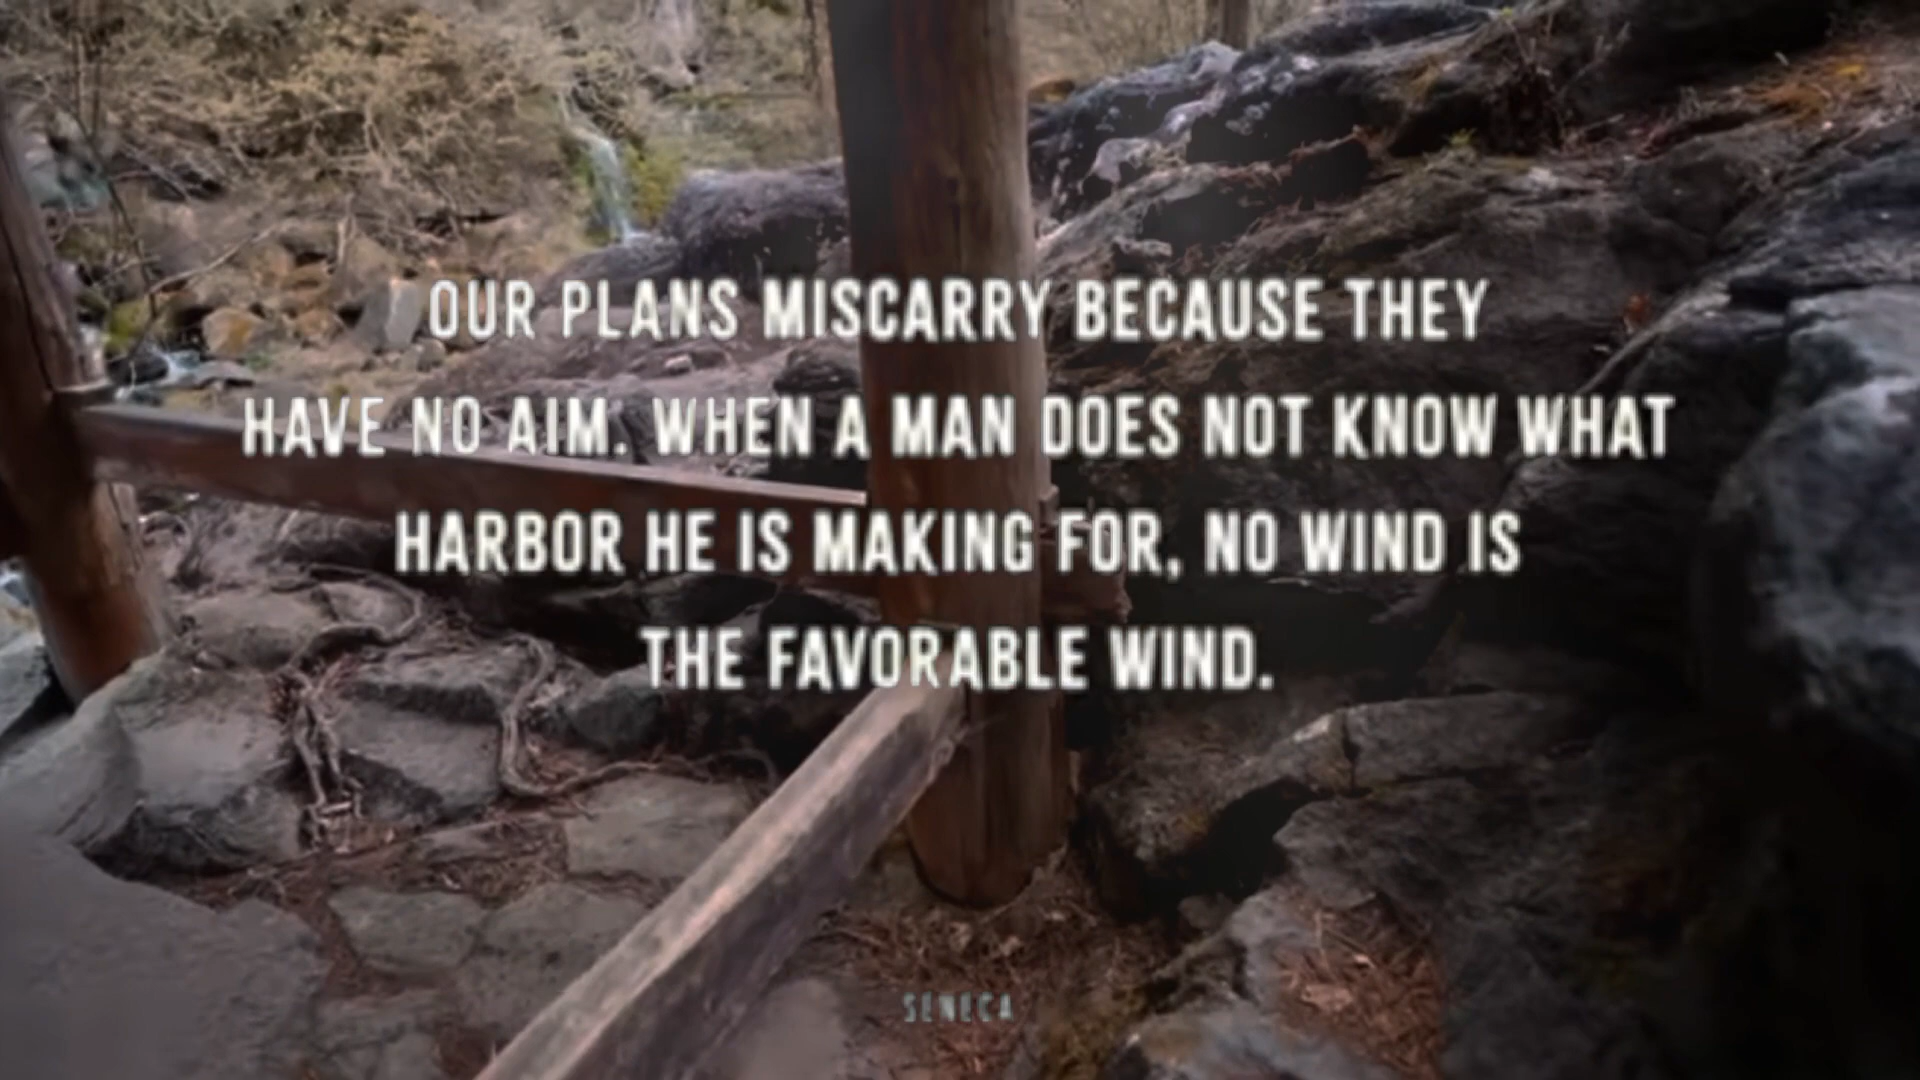 OUR PLANS MISCARRY BECAUSE THEY
HAVE NO AIM. WHEN A MAN DOES NOT KNOW WHAT
HARBOR HE IS MAKING FOR, NO WIND IS
THE FAVORABLE WIND.
SENECA